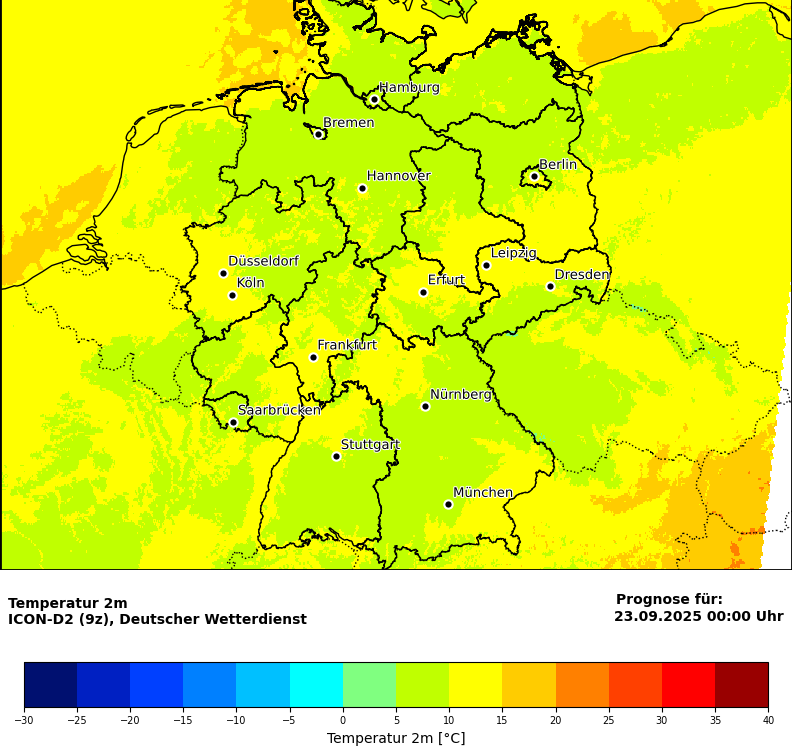 Hamburg
Bremen
Berlin
Hannover
Leipzig
Düsseldorf
Dresden
Erfurt
Köln
Frankfurt
Nürnberg
Saarbrücken
Stuttgart
München
Temperatur 2m
ICON-D2 (9z), Deutscher Wetterdienst
Prognose für:
23.09.2025 00:00 Uhr
−30 −25 −20 −15 −10 −5 0 5 10 15 20 25 30 35 40
Temperatur 2m [°C]